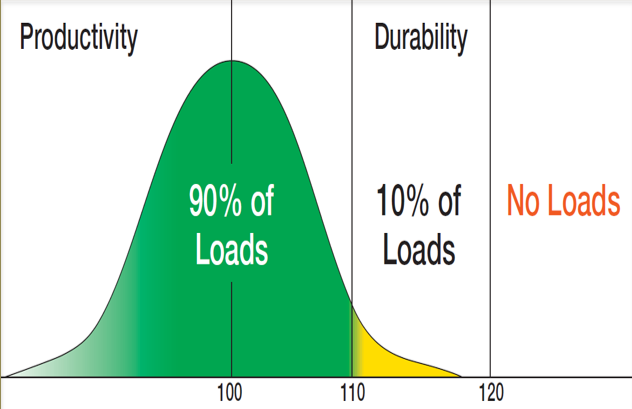 Productivity
Durability
90% of
Loads
10% of
Loads
No Loads
100
110
120